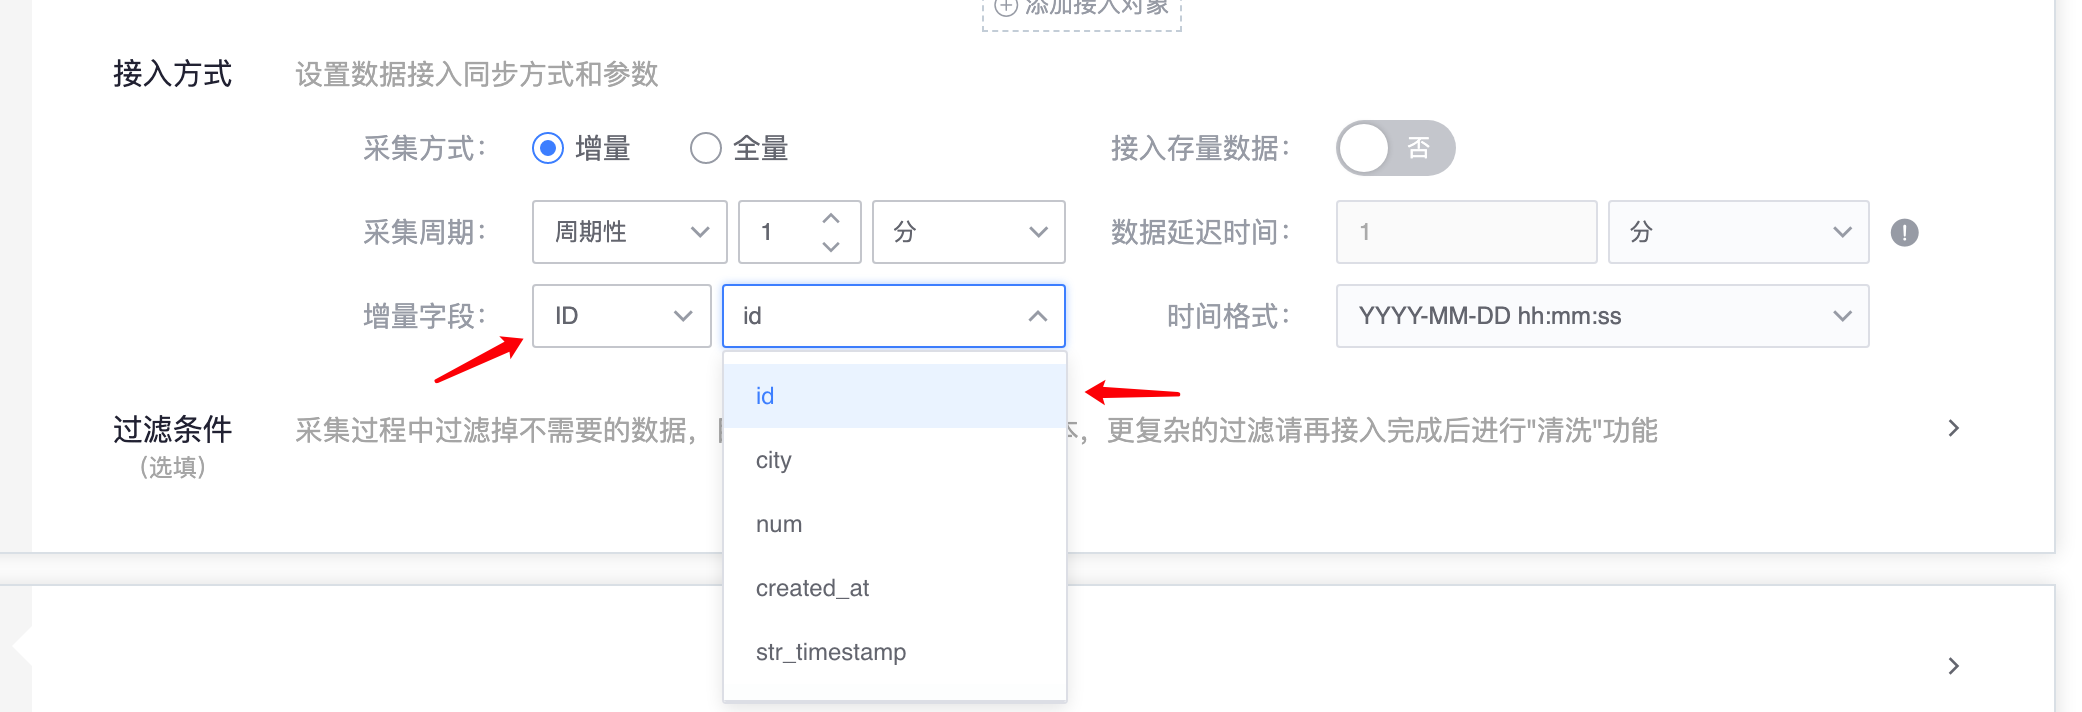 添加接入对象
接入方式 设置数据接入同步方式和参数
采集方式： 增量 全量 接入存量数据： 否
采集周期： 周期性 1 分 数据延迟时间： 1 分
增量字段： ID id 时间格式： YYYY-MM-DD hh:mm:ss
id
过滤条件 采集过程中过滤掉不需要的数据， ，更复杂的过滤请再接入完成后进行"清洗"功能
（选填）
city
num
created_at
str_timestamp